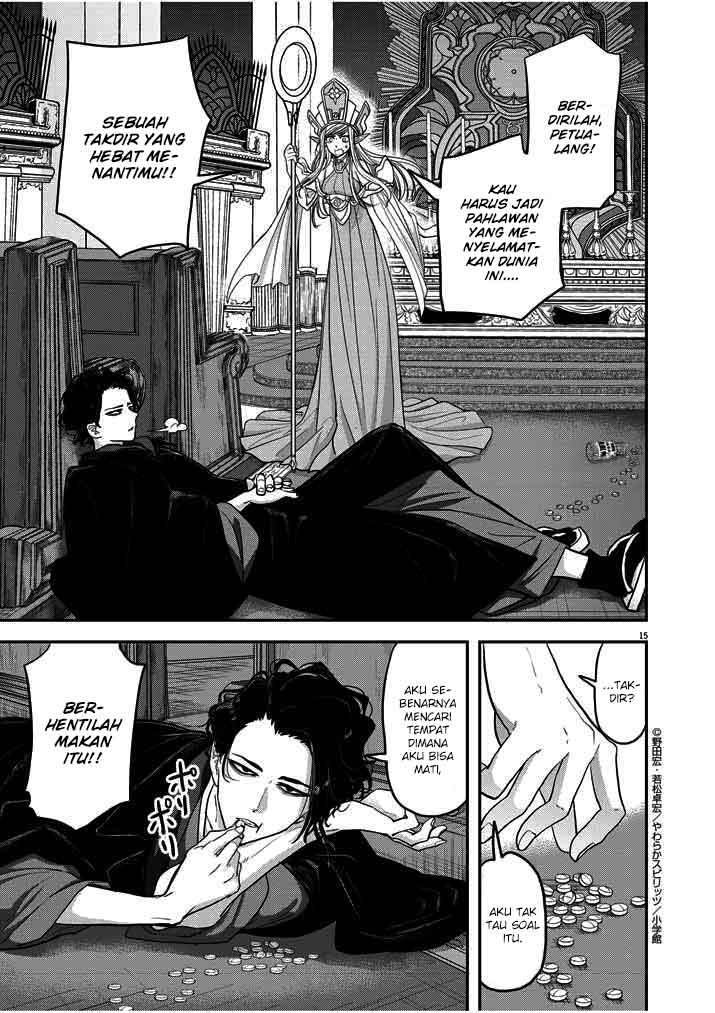 BER-
DIRILAH,
PETUA-
LANG!
KAU
HARUS JADI
PAHLAWAN
YANG ME-
NYELAMAT-
KAN DUNIA
INI....
SEBUAH
TAKDIR YANG
HEBAT ME-
NANTIMU!!
15
...TAK-
DIR?
AKU TAK
TAU SOAL
ITU.
AKU SE-
BENARNYA
MENCARI
TEMPAT
DIMANA
AKU BISA
MATI,
ポリ
ポリ
BER-
HENTILAH
MAKAN
ITU!!
©野田宏・若松卓宏／やわらかスピリッツ／小学館